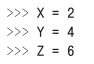 >>> X = 2
>>> Y = 4
>>> Z = 6